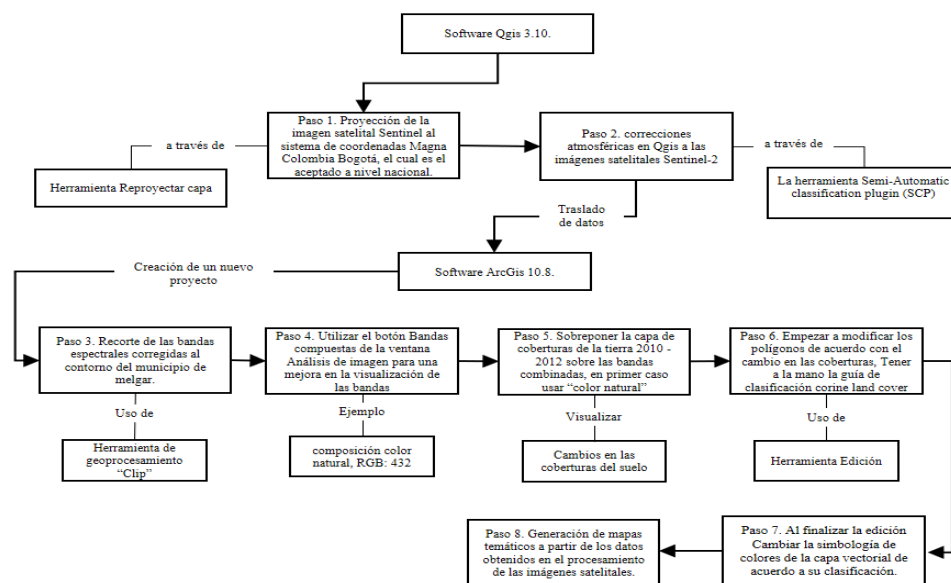 Software Qgis 3.10.
Paso 1. Proyección de la
imagen satelital Sentinel al
sistema de coordenadas Magna
Colombia Bogotá, el cual es el
aceptado a nivel nacional.
a través de
Herramienta Reproyectar capa
Paso 2. correcciones
atmosféricas en Qgis a las
imágenes satelitales Sentinel-2
a través de
La herramienta Semi-Automatic
classification plugin (SCP)
Traslado
de datos
Software ArcGis 10.8.
Creación de un nuevo
proyecto
Paso 3. Recorte de las bandas
espectrales corregidas al
contorno del municipio de
melgar.
Uso de
Herramienta de
geoprocesamiento
“Clip”
Paso 4. Utilizar el botón Bandas
compuestas de la ventana
Análisis de imagen para una
mejora en la visualización de
las bandas
Ejemplo
composición color
natural, RGB: 432
Paso 5. Sobreponer la capa de
coberturas de la tierra 2010 -
2012 sobre las bandas
combinadas, en primer caso
usar “color natural”
Visualizar
Cambios en las
coberturas del suelo
Paso 6. Empezar a modificar los
polígonos de acuerdo con el
cambio en las coberturas, Tener
a la mano la guía de
clasificación corine land cover
Uso de
Herramienta Edición
Paso 7. Al finalizar la edición
Cambiar la simbología de
colores de la capa vectorial de
acuerdo a su clasificación.
Paso 8. Generación de mapas
temáticos a partir de los datos
obtenidos en el procesamiento
de las imágenes satelitales.